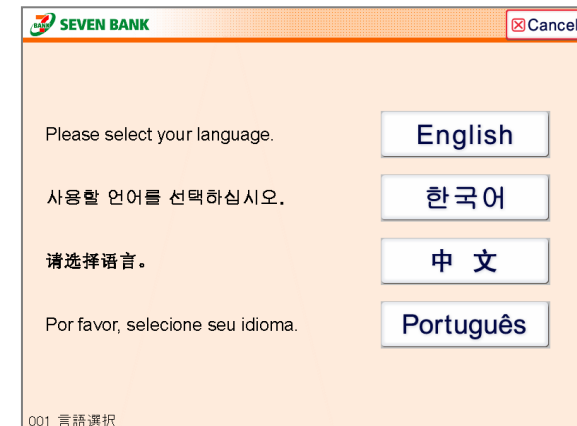 7 BANK SEVEN BANK
Cancel
Please select your language.
English
사용할 언어를 선택하십시오.
한국어
请选择语言。
中 文
Por favor, selecione seu idioma.
Português
001 言語選択